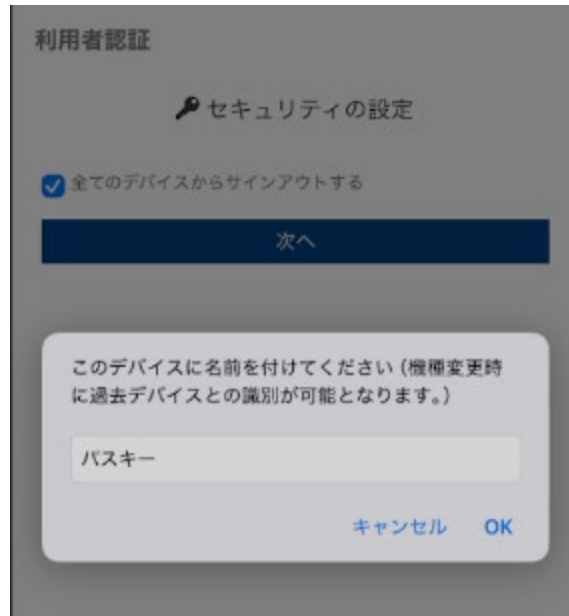 利用者認証
セキュリティの設定
全てのデバイスからサインアウトする
次へ
このデバイスに名前を付けてください（機種変更時
に過去デバイスとの識別が可能となります。）
パスキー
キャンセル OK